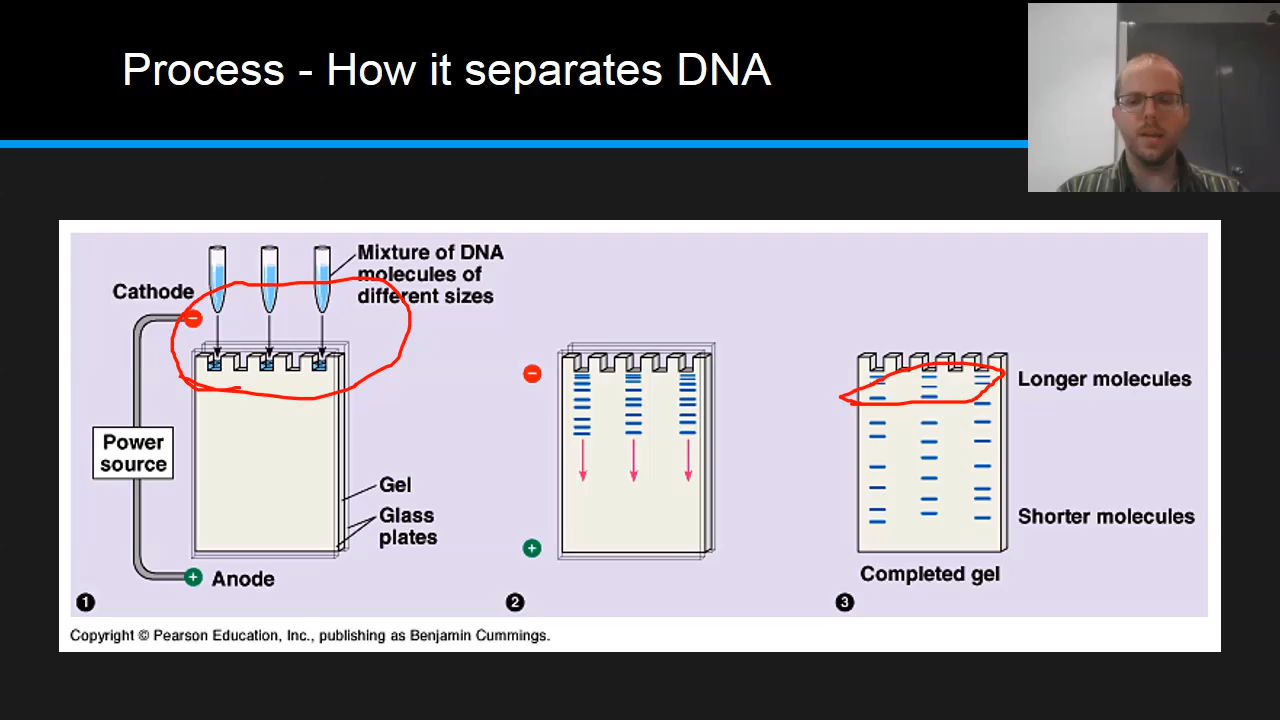 Process - How it separates DNA
Mixture of DNA
molecules of
different sizes
Cathode
−
Power
source
Gel
Glass
plates
+ Anode
1
−
+
2
Longer molecules
Shorter molecules
Completed gel
3
Copyright © Pearson Education, Inc., publishing as Benjamin Cummings.